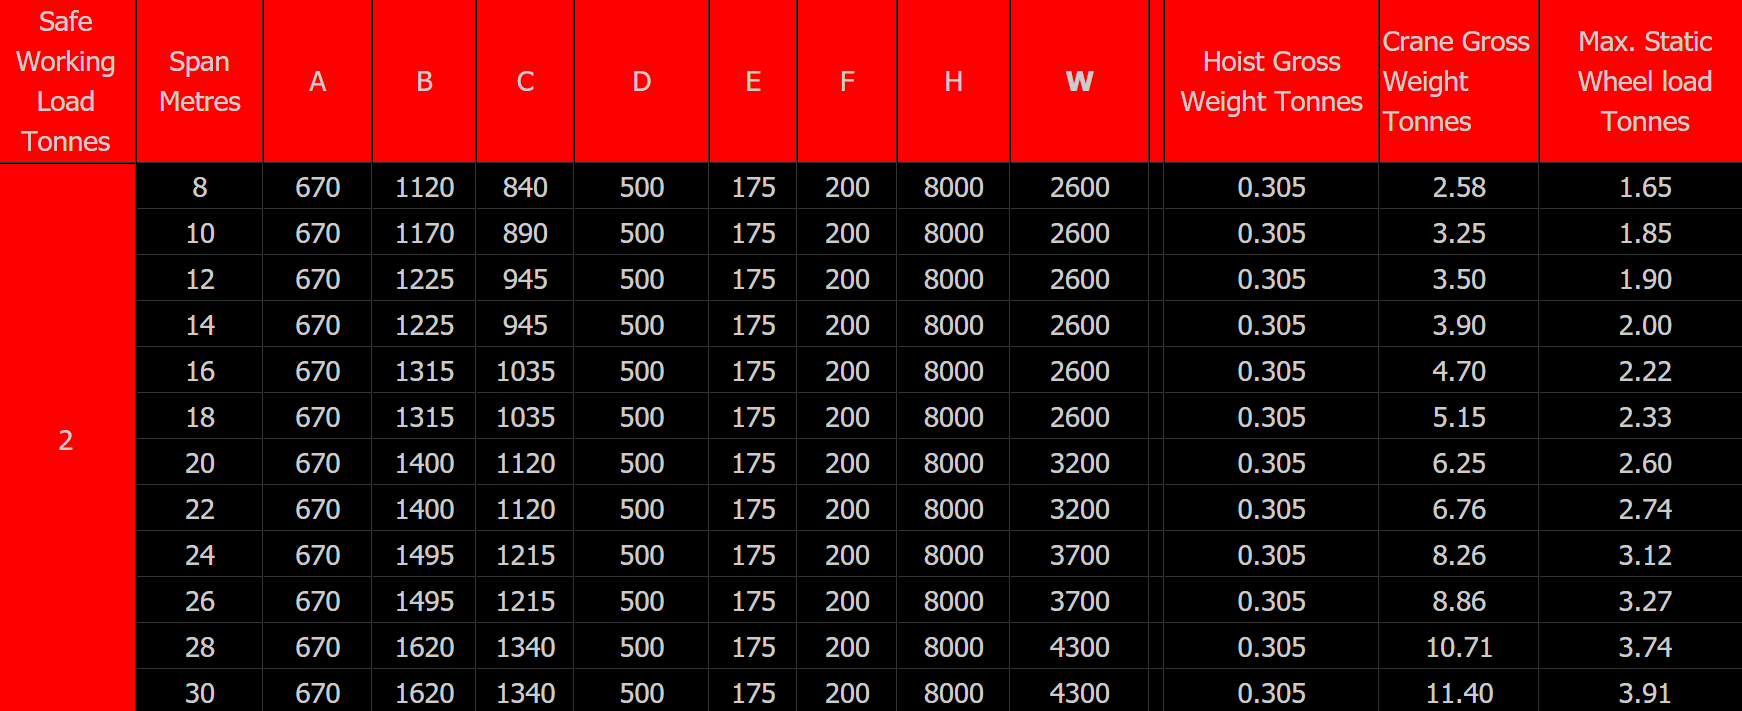 Safe Working Load Tonnes	Span Metres	A	B	C	D	E	F	H	W	Hoist Gross Weight Tonnes	Crane Gross Weight Tonnes	Max. Static Wheel load Tonnes
2	8	670	1120	840	500	175	200	8000	2600	0.305	2.58	1.65
10	670	1170	890	500	175	200	8000	2600	0.305	3.25	1.85
12	670	1225	945	500	175	200	8000	2600	0.305	3.50	1.90
14	670	1225	945	500	175	200	8000	2600	0.305	3.90	2.00
16	670	1315	1035	500	175	200	8000	2600	0.305	4.70	2.22
18	670	1315	1035	500	175	200	8000	2600	0.305	5.15	2.33
20	670	1400	1120	500	175	200	8000	3200	0.305	6.25	2.60
22	670	1400	1120	500	175	200	8000	3200	0.305	6.76	2.74
24	670	1495	1215	500	175	200	8000	3700	0.305	8.26	3.12
26	670	1495	1215	500	175	200	8000	3700	0.305	8.86	3.27
28	670	1620	1340	500	175	200	8000	4300	0.305	10.71	3.74
30	670	1620	1340	500	175	200	8000	4300	0.305	11.40	3.91